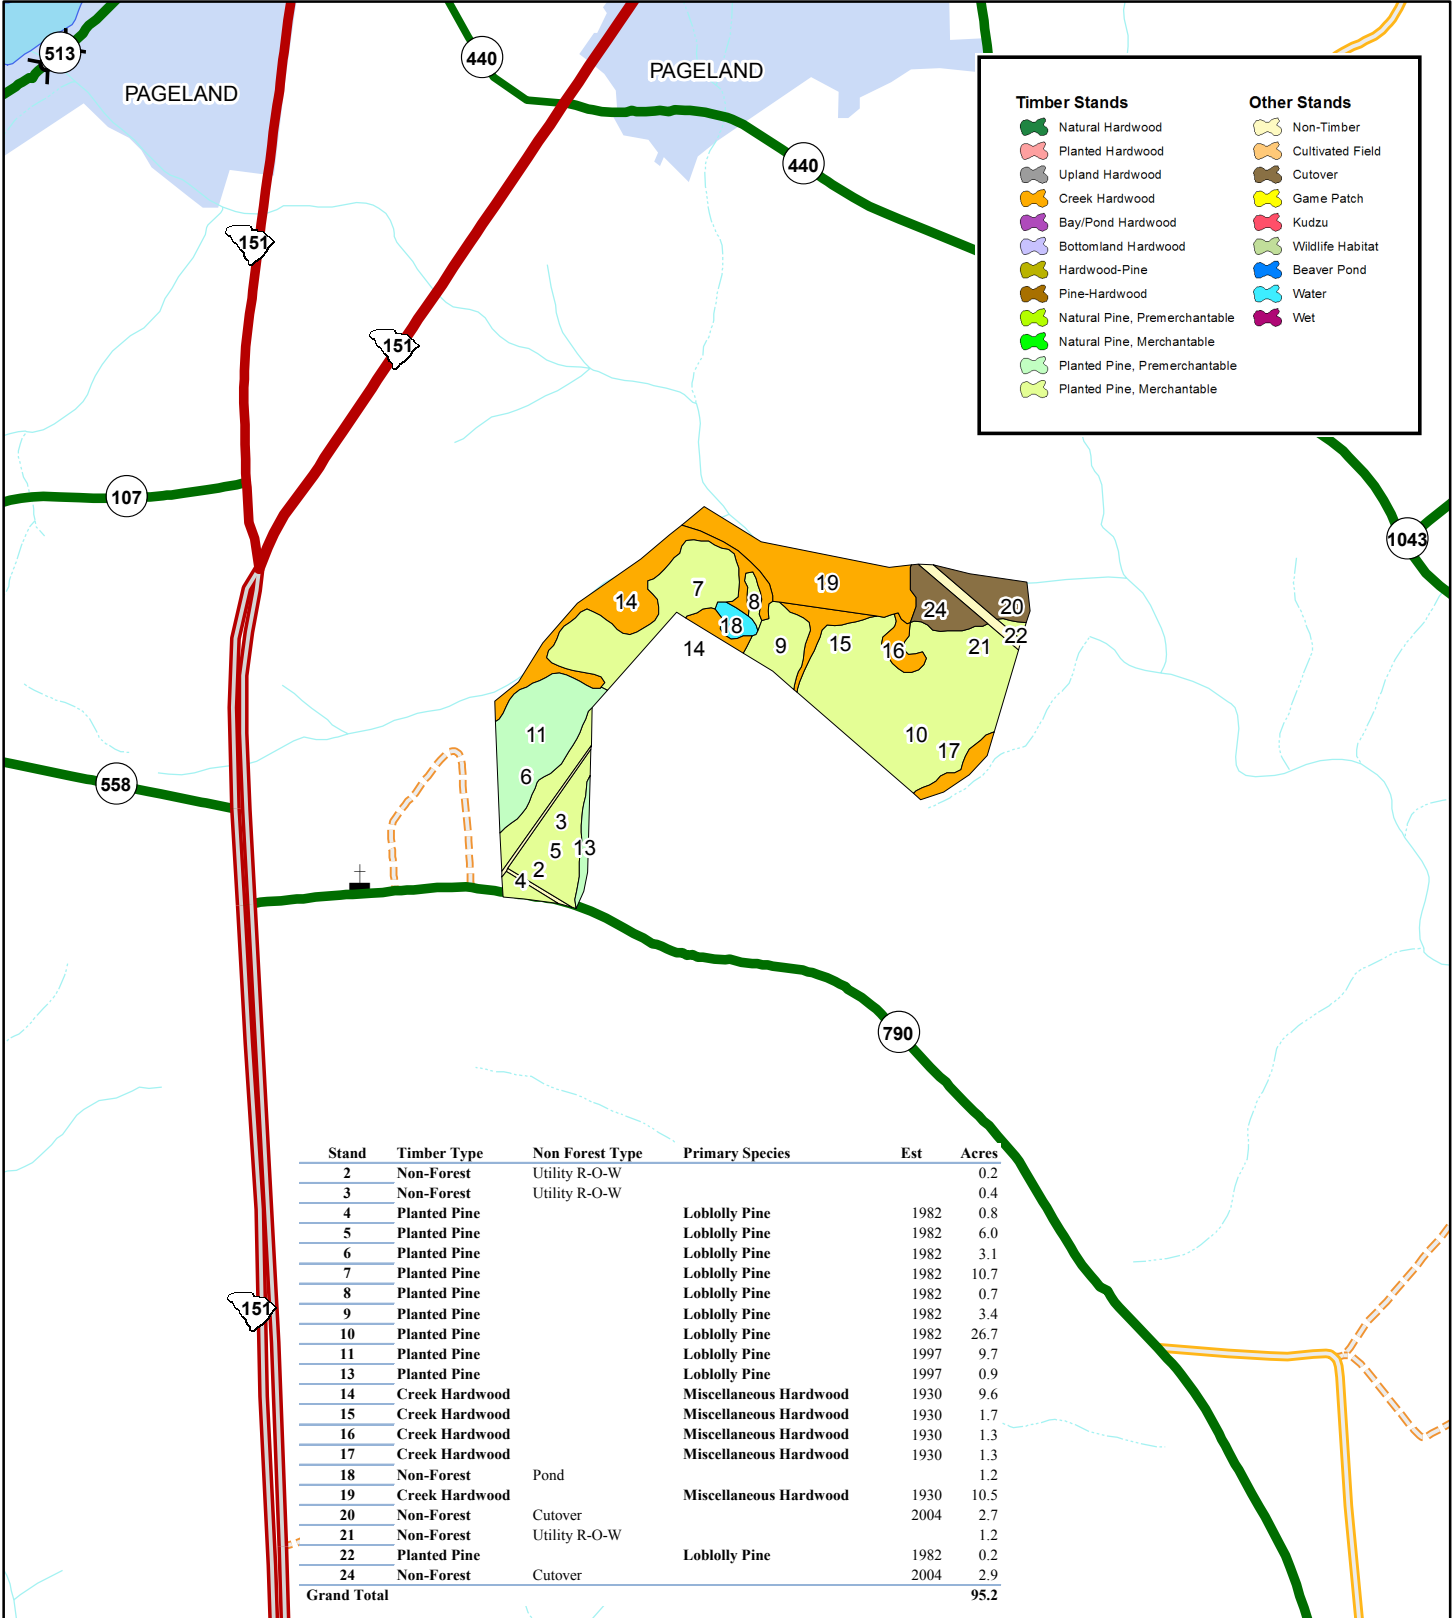 513
PAGELAND
440
PAGELAND
440
151
151
107
1043
558
790
151
Timber Stands
Natural Hardwood
Planted Hardwood
Upland Hardwood
Creek Hardwood
Bay/Pond Hardwood
Bottomland Hardwood
Hardwood-Pine
Pine-Hardwood
Natural Pine, Premerchantable
Natural Pine, Merchantable
Planted Pine, Premerchantable
Planted Pine, Merchantable
Other Stands
Non-Timber
Cultivated Field
Cutover
Game Patch
Kudzu
Wildlife Habitat
Beaver Pond
Water
Wet
7
19
14
8
24
20
18
22
14
9
15
16
21
11
10
17
6
3
5
13
2
4
Stand Timber Type Non Forest Type Primary Species Est Acres
2 Non-Forest Utility R-O-W 0.2
3 Non-Forest Utility R-O-W 0.4
4 Planted Pine Loblolly Pine 1982 0.8
5 Planted Pine Loblolly Pine 1982 6.0
6 Planted Pine Loblolly Pine 1982 3.1
7 Planted Pine Loblolly Pine 1982 10.7
8 Planted Pine Loblolly Pine 1982 0.7
9 Planted Pine Loblolly Pine 1982 3.4
10 Planted Pine Loblolly Pine 1982 26.7
11 Planted Pine Loblolly Pine 1997 9.7
13 Planted Pine Loblolly Pine 1997 0.9
14 Creek Hardwood Miscellaneous Hardwood 1930 9.6
15 Creek Hardwood Miscellaneous Hardwood 1930 1.7
16 Creek Hardwood Miscellaneous Hardwood 1930 1.3
17 Creek Hardwood Miscellaneous Hardwood 1930 1.3
18 Non-Forest Pond 1.2
19 Creek Hardwood Miscellaneous Hardwood 1930 10.5
20 Non-Forest Cutover 2004 2.7
21 Non-Forest Utility R-O-W 1.2
22 Planted Pine Loblolly Pine 1982 0.2
24 Non-Forest Cutover 2004 2.9
Grand Total 95.2